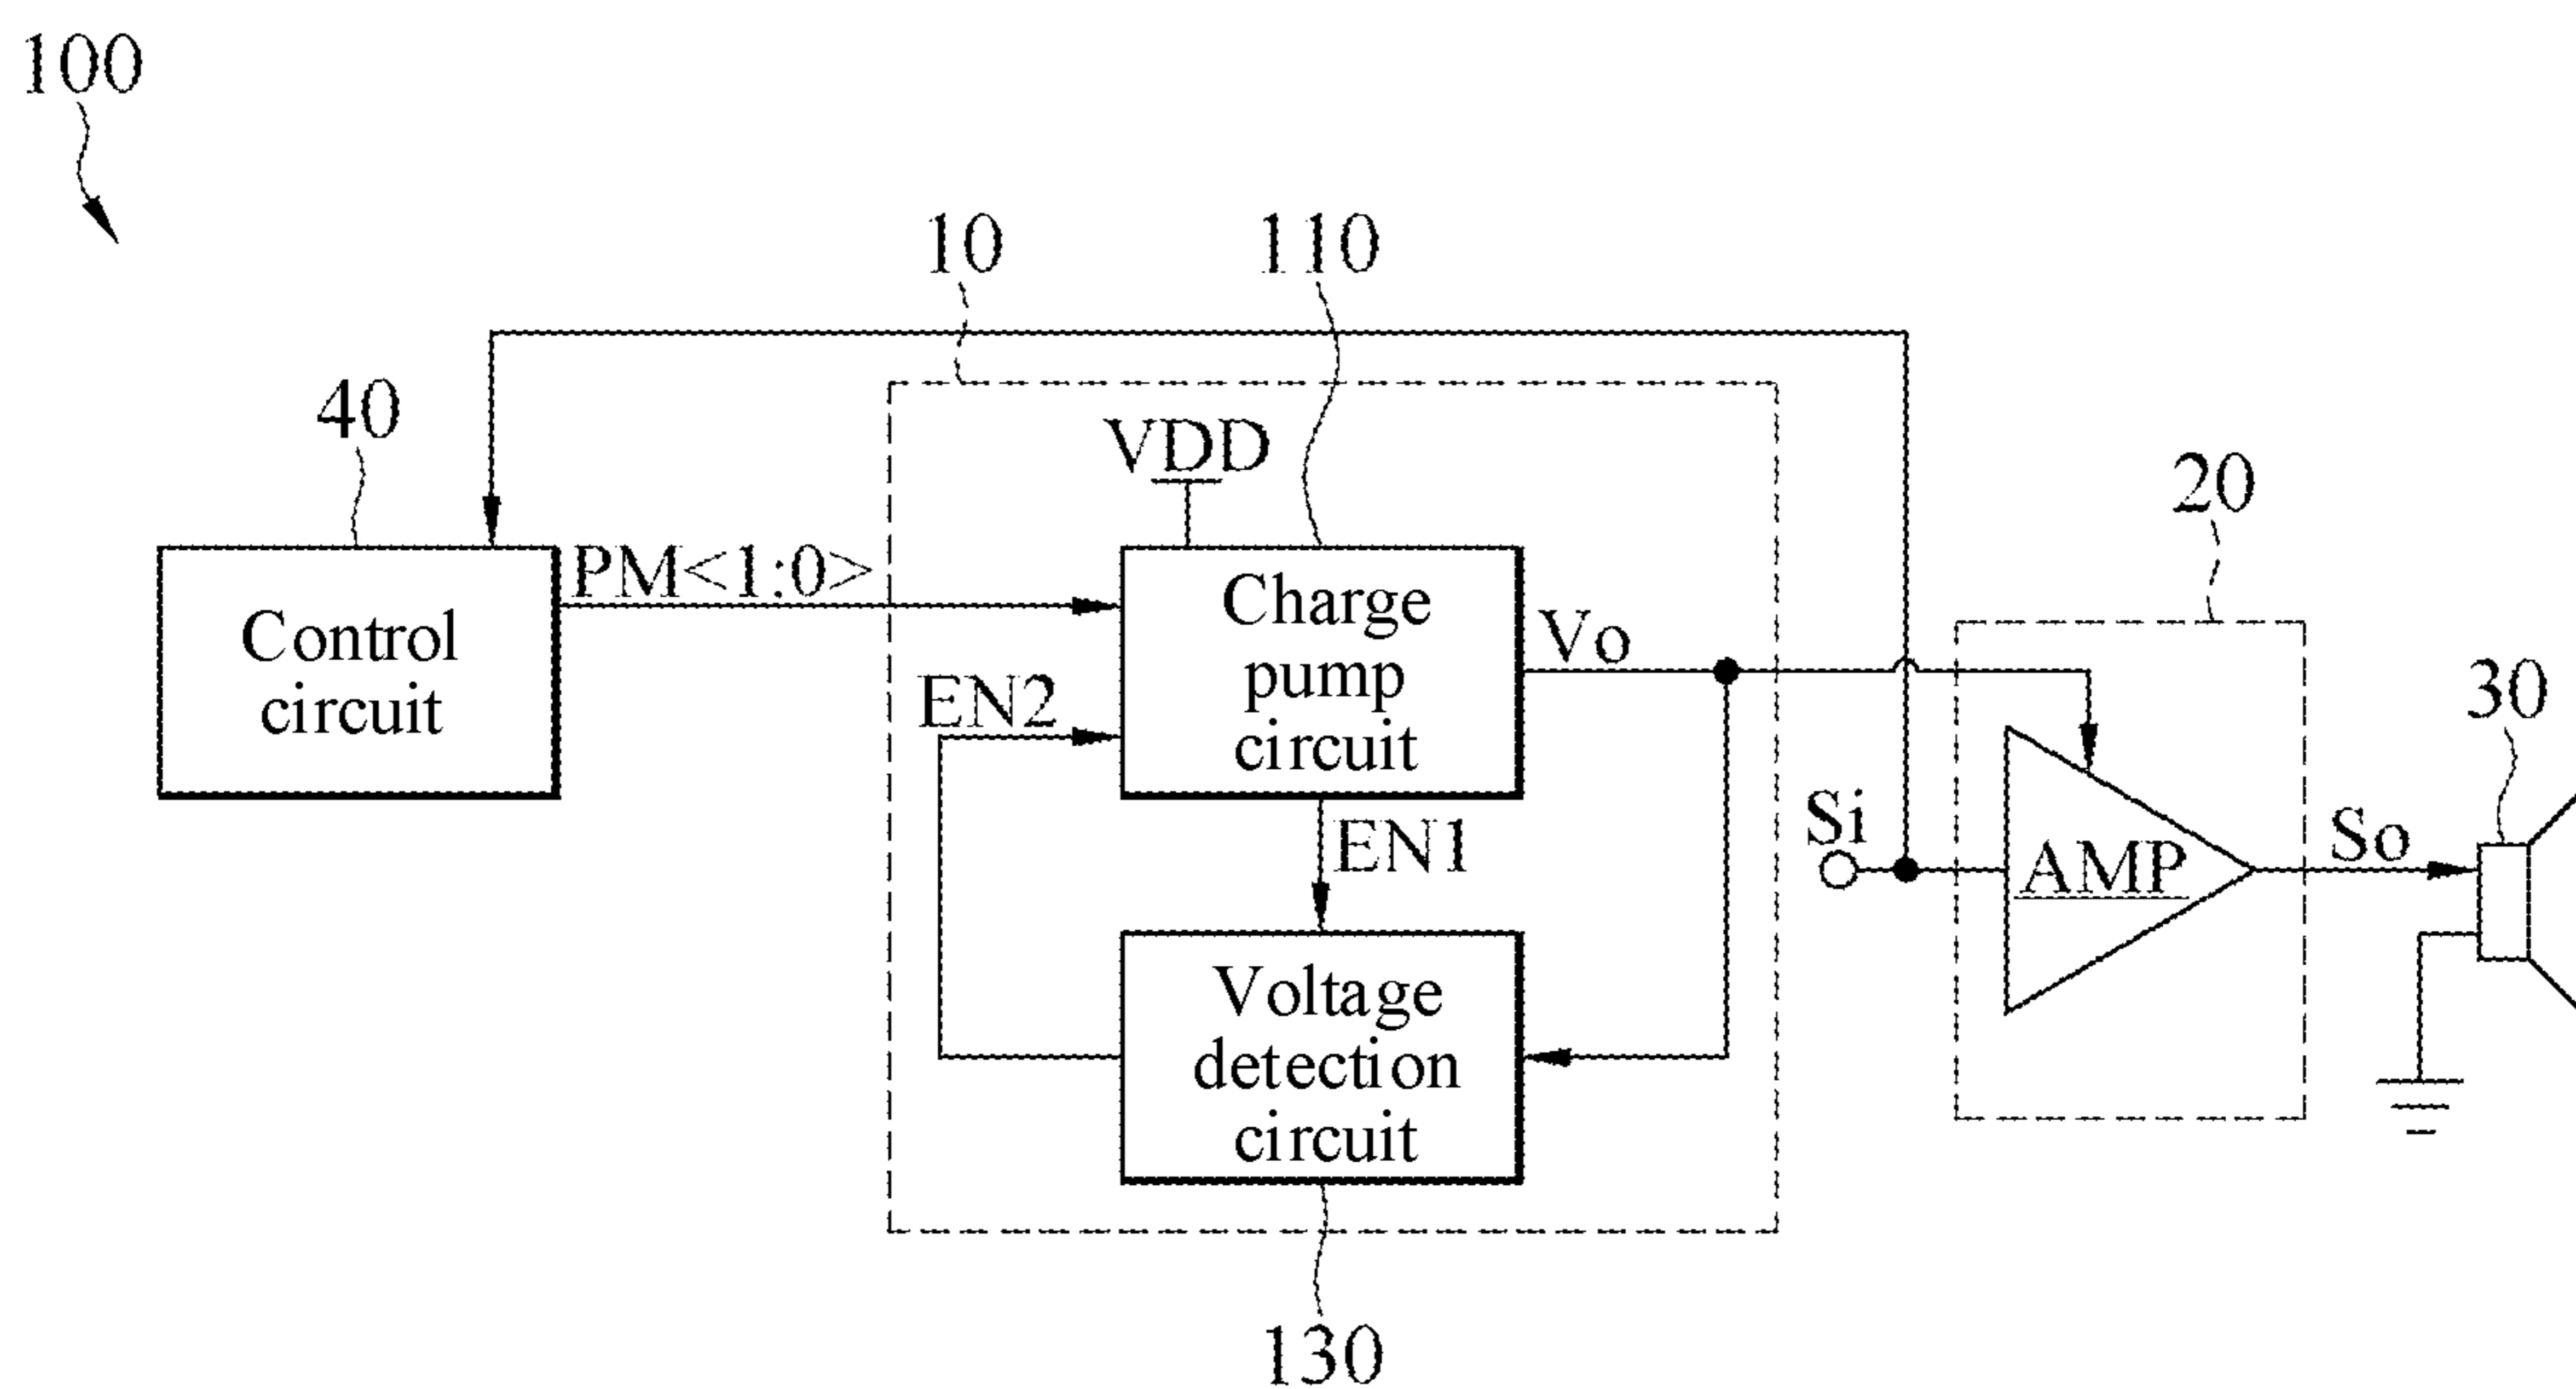 100
10
110
40
VDD
20
PM<1:0>
Control
circuit
Charge
pump
circuit
Vo
EN2
30
EN1
Si
AMP
So
Voltage
detection
circuit
130